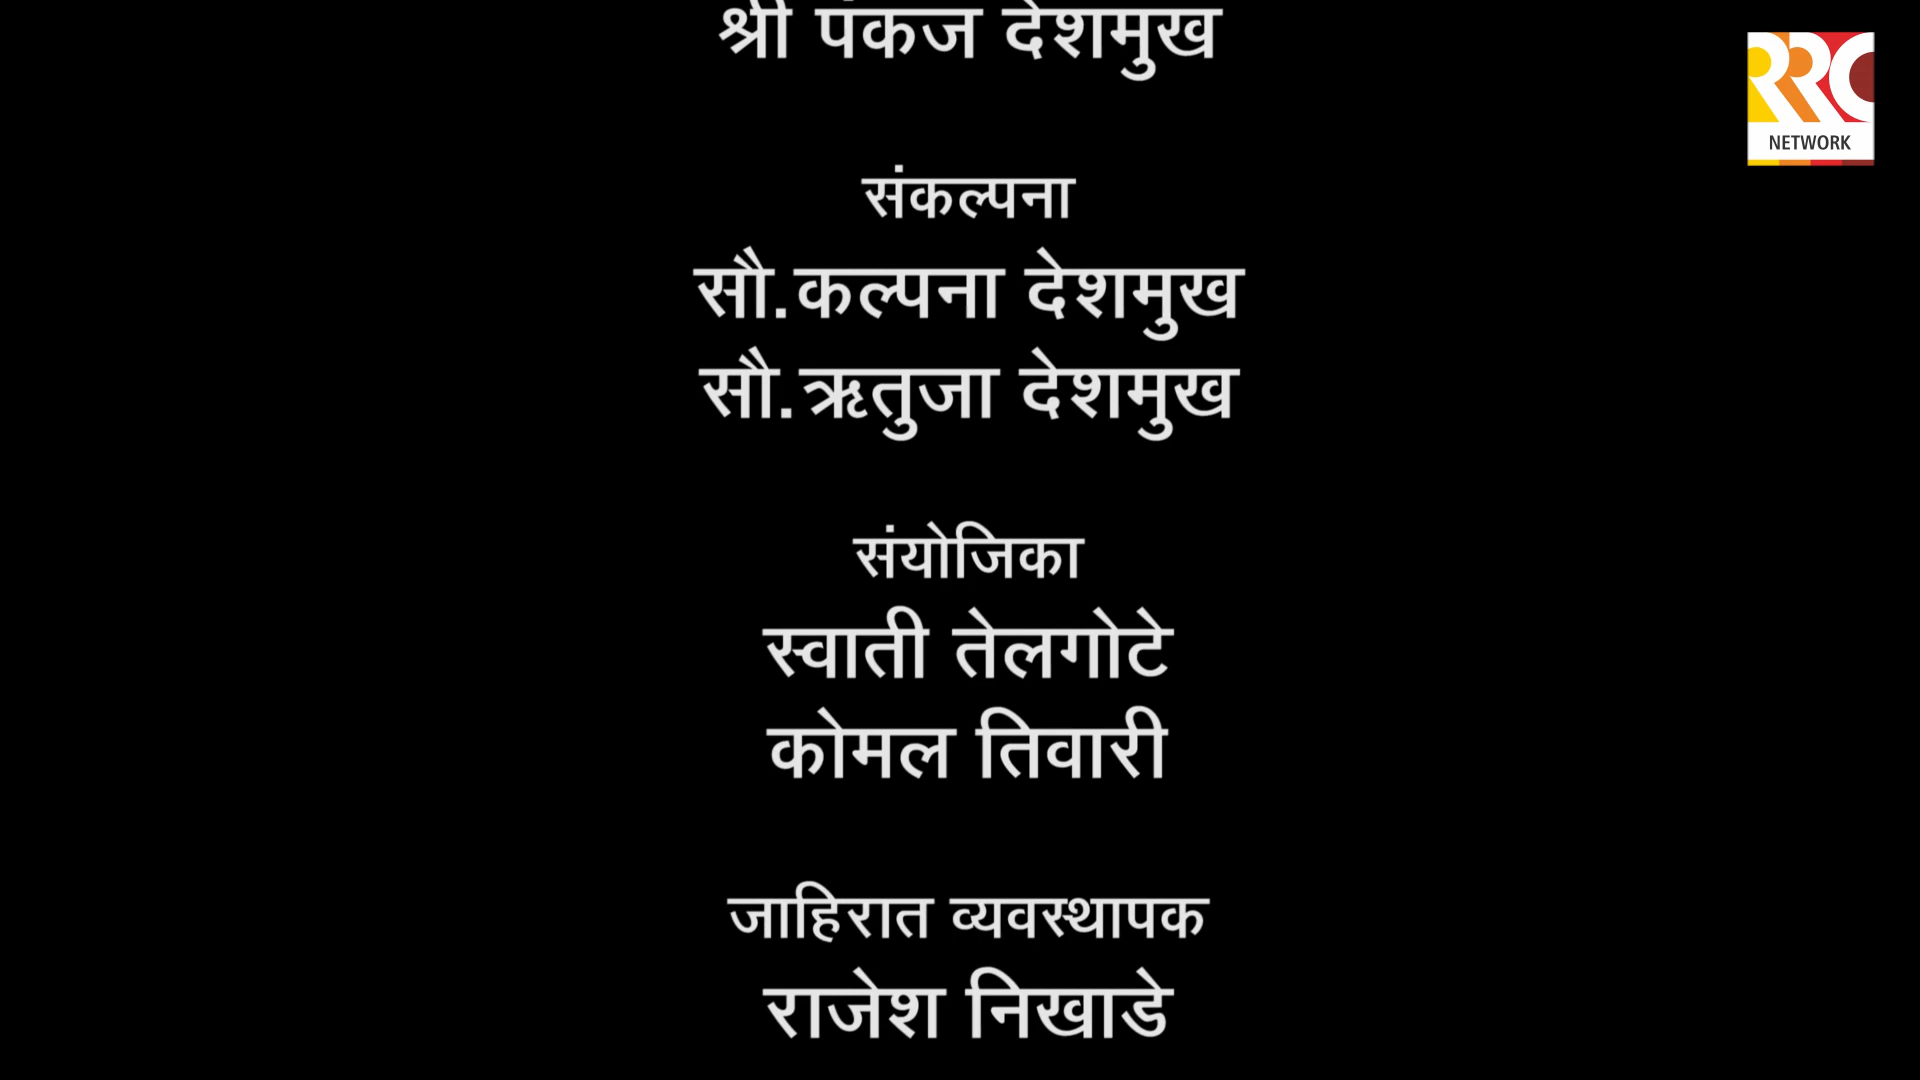 श्री पंकज देशमुख
RRC
NETWORK
संकल्पना
सौ.कल्पना देशमुख
सौ.ऋतुजा देशमुख
संयोजिका
स्वाती तेलगोटे
कोमल तिवारी
जाहिरात व्यवस्थापक
राजेश निखाडे